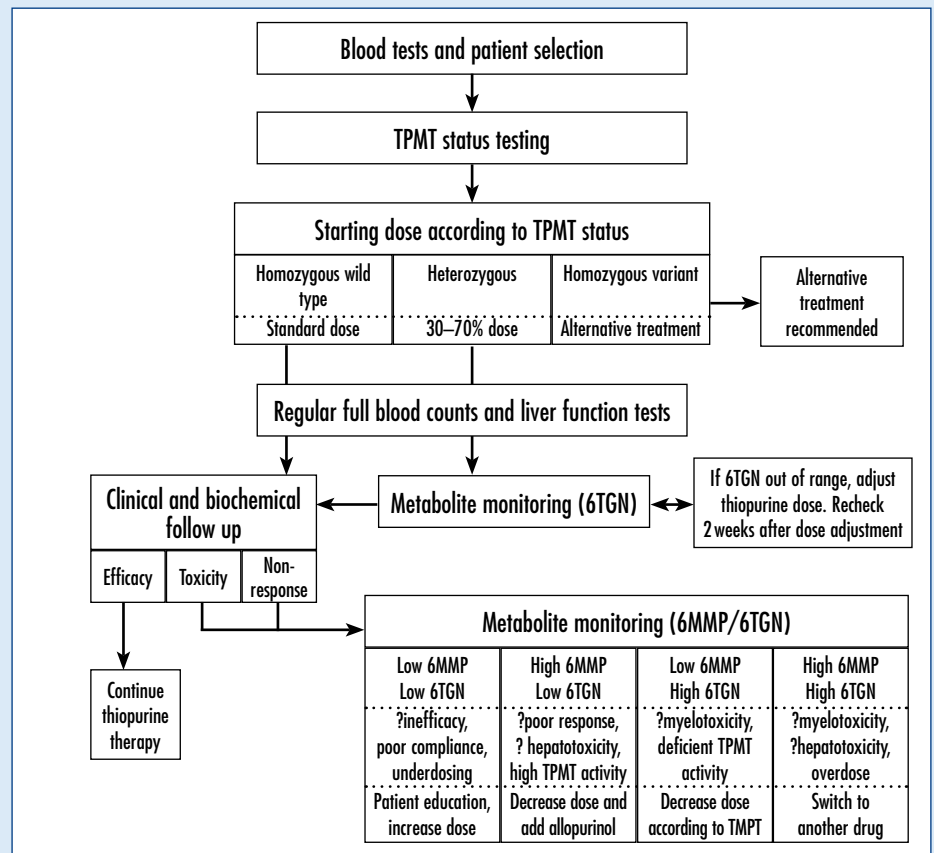 Blood tests and patient selection
TPMT status testing
Starting dose according to TPMT status
Homozygous wild
type
Standard dose
Heterozygous
30–70% dose
Homozygous variant
Alternative treatment
Alternative
treatment
recommended
Regular full blood counts and liver function tests
Clinical and biochemical
follow up
Efficacy
Toxicity
Non-
response
Metabolite monitoring (6TGN)
If 6TGN out of range, adjust
thiopurine dose. Recheck
2 weeks after dose adjustment
Continue
thiopurine
therapy
Metabolite monitoring (6MMP/6TGN)
Low 6MMP
Low 6TGN
?inefficacy,
poor compliance,
underdosing
Patient education,
increase dose
High 6MMP
Low 6TGN
?poor response,
? hepatotoxicity,
high TPMT activity
Decrease dose and
add allopurinol
Low 6MMP
High 6TGN
?myelotoxicity,
deficient TPMT
activity
Decrease dose
according to TMPT
High 6MMP
High 6TGN
?myelotoxicity,
?hepatotoxicity,
overdose
Switch to
another drug